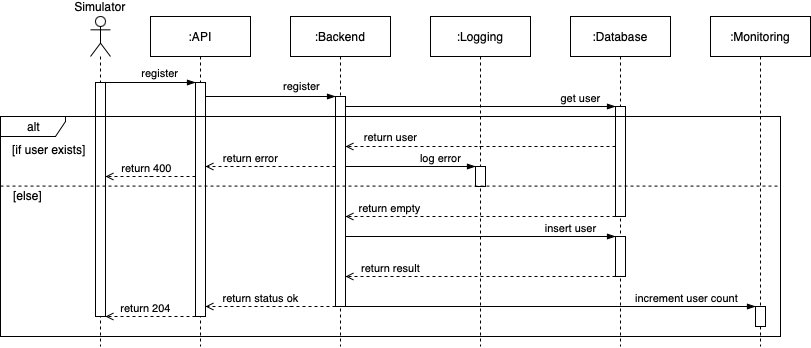 Simulator
:API
:Backend
:Logging
:Database
:Monitoring
register
register
get user
alt
[if user exists]
return user
return error
log error
return 400
[else]
return empty
insert user
return result
return status ok
increment user count
return 204